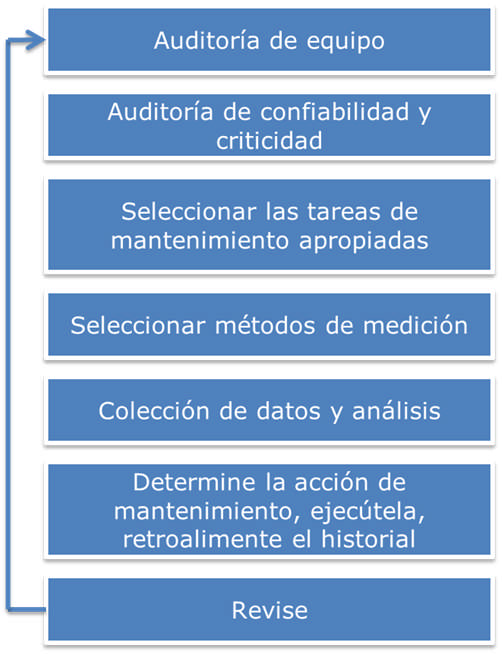 Auditoría de equipo
Auditoría de confiabilidad y
criticidad
Seleccionar las tareas de
mantenimiento apropiadas
Seleccionar métodos de medición
Colección de datos y análisis
Determine la acción de
mantenimiento, ejecútela,
retroalimente el historial
Revise